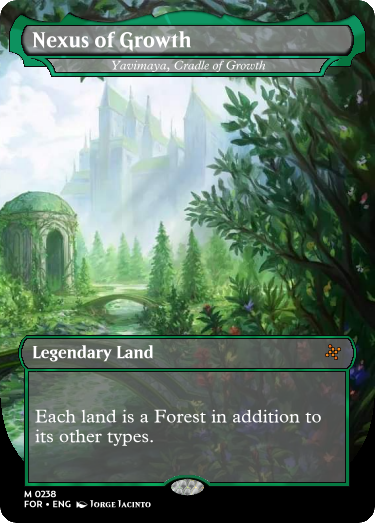 Nexus of Growth
Yavimaya, Cradle of Growth
Legendary Land
Each land is a Forest in addition to
its other types.
M 0238
FOR • ENG Jorge Jacinto